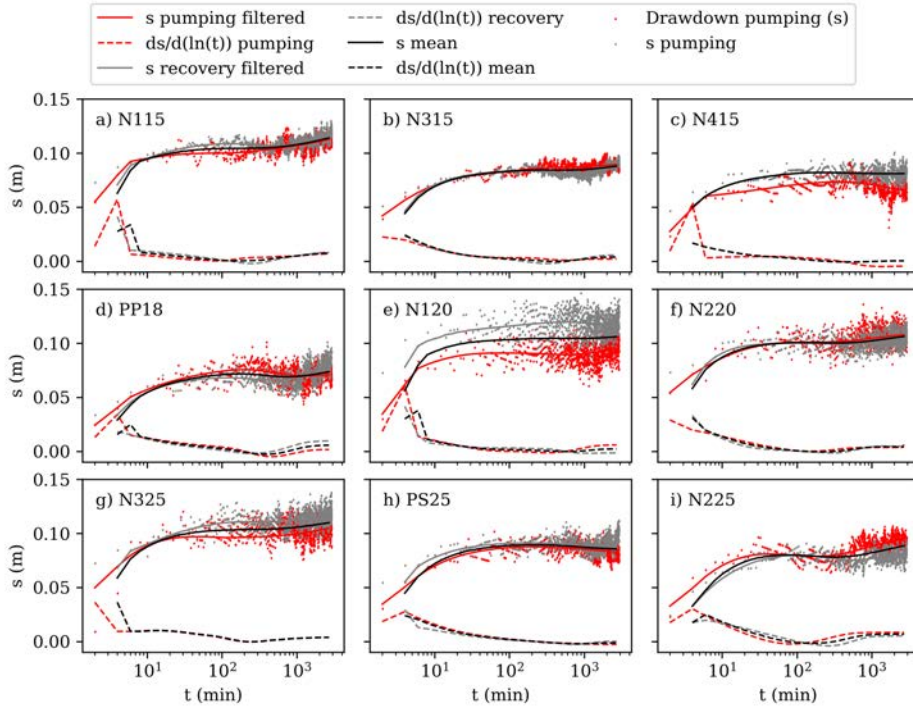 s pumping filtered
ds/d(ln(t)) pumping
s recovery filtered
ds/d(ln(t)) recovery
s mean
ds/d(ln(t)) mean
Drawdown pumping (s)
s pumping
0.15
0.10
0.05
0.00
s (m)
a) N115
b) N315
c) N415
0.15
0.10
0.05
0.00
s (m)
d) PP18
e) N120
f) N220
0.15
0.10
0.05
0.00
s (m)
g) N325
h) PS25
i) N225
10¹ 10² 10³
10¹ 10² 10³
10¹ 10² 10³
t (min)
t (min)
t (min)